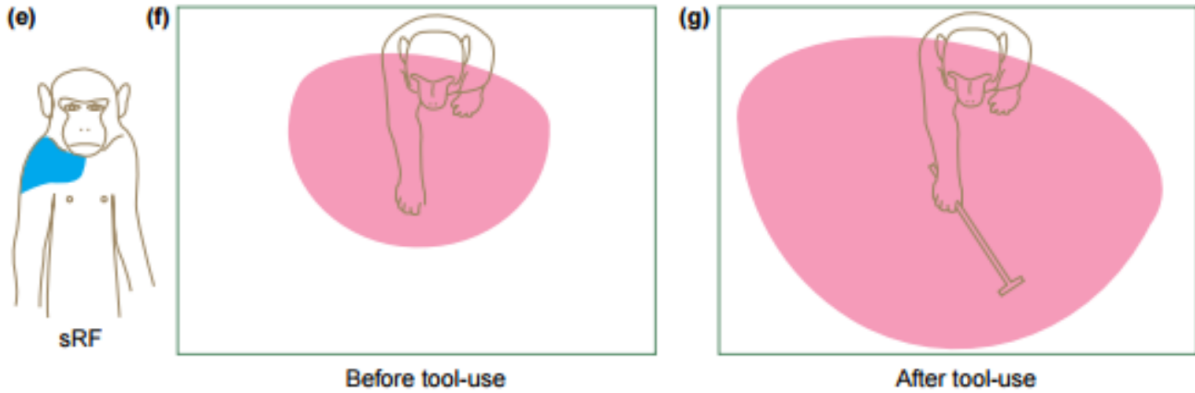 (e)
(f)
(g)
sRF
Before tool-use
After tool-use